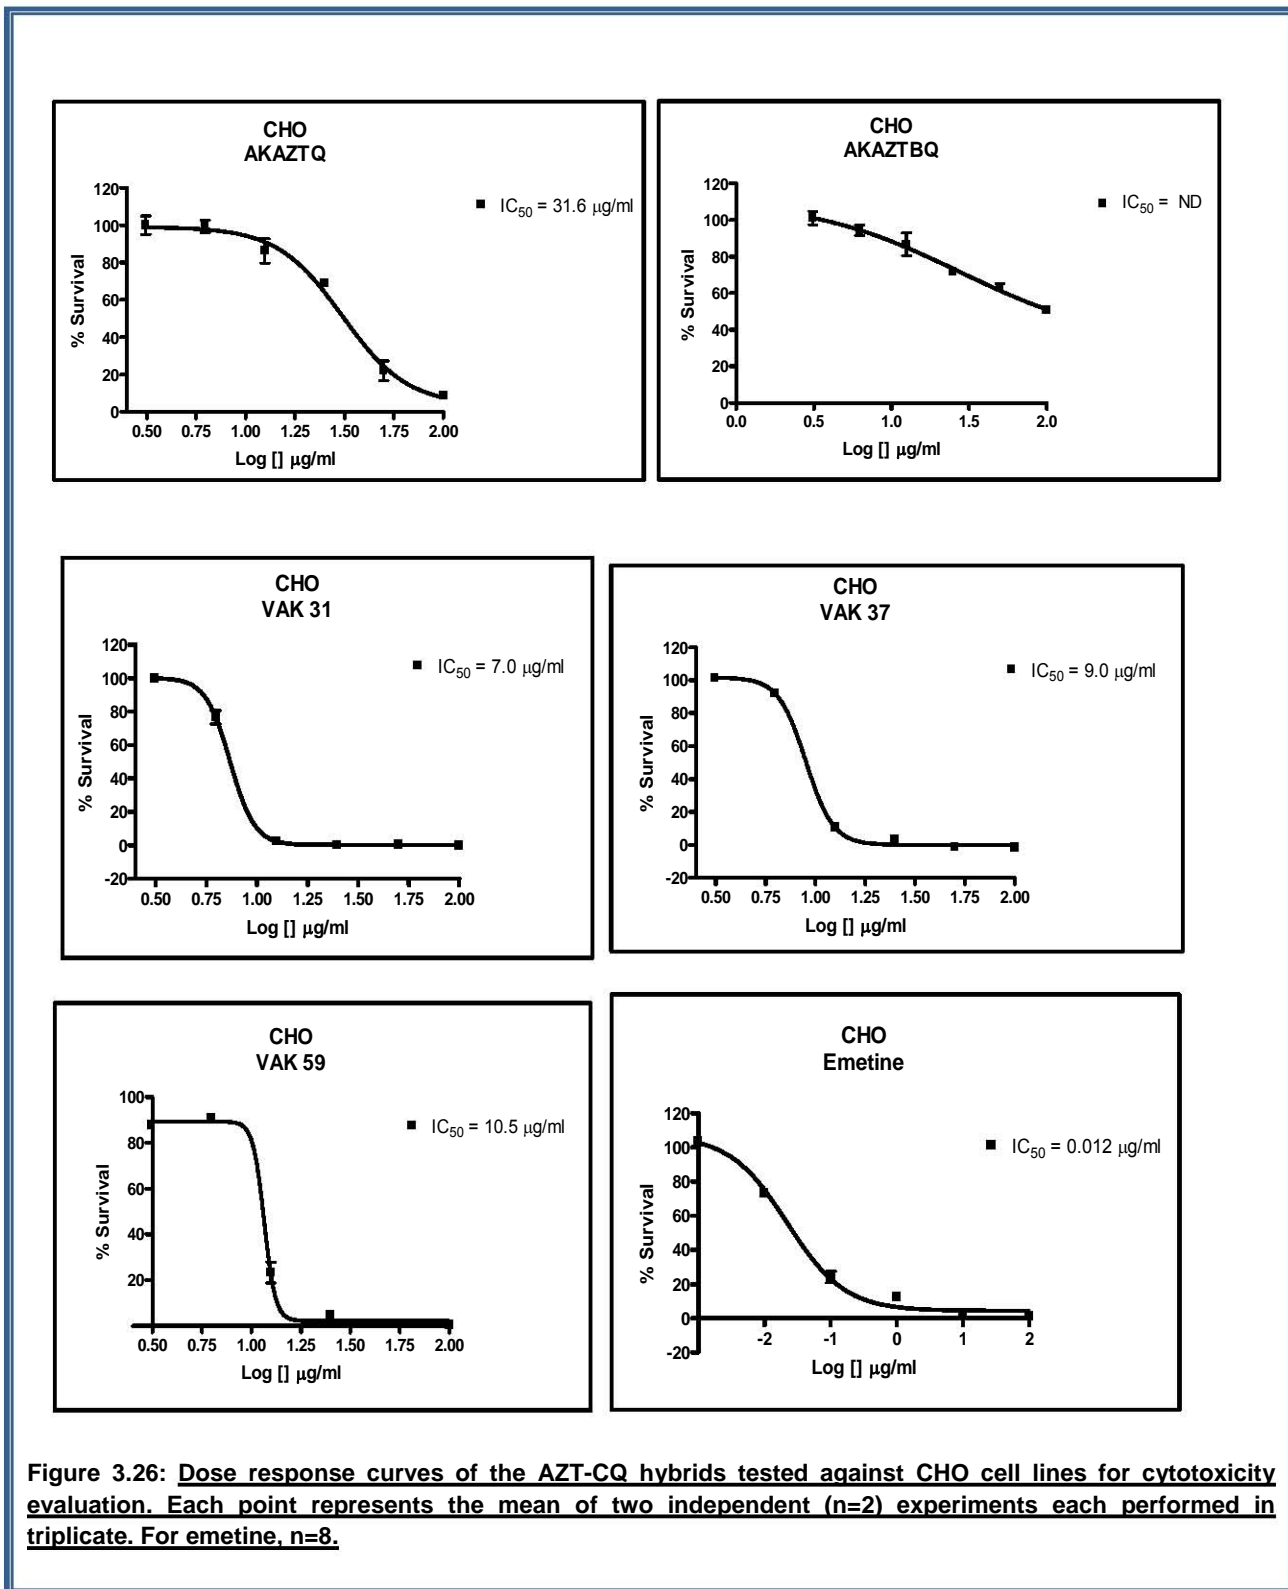 CHO
AKAZTQ
120
100
80
60
40
20
0
% Survival
0.50 0.75 1.00 1.25 1.50 1.75 2.00
Log [] µg/ml
IC50 = 31.6 µg/ml
CHO
AKAZTBQ
120
100
80
60
40
20
0
% Survival
0.0 0.5 1.0 1.5 2.0
Log [] µg/ml
IC50 = ND
CHO
VAK 31
120
100
80
60
40
20
0
-20
% Survival
0.50 0.75 1.00 1.25 1.50 1.75 2.00
Log [] µg/ml
IC50 = 7.0 µg/ml
CHO
VAK 37
120
100
80
60
40
20
0
-20
% Survival
0.50 0.75 1.00 1.25 1.50 1.75 2.00
Log [] µg/ml
IC50 = 9.0 µg/ml
CHO
VAK 59
100
80
60
40
20
% Survival
0.50 0.75 1.00 1.25 1.50 1.75 2.00
Log [] µg/ml
IC50 = 10.5 µg/ml
CHO
Emetine
120
100
80
60
40
20
0
-20
% Survival
-2 -1 0 1 2
Log [] µg/ml
IC50 = 0.012 µg/ml
Figure 3.26: Dose response curves of the AZT-CQ hybrids tested against CHO cell lines for cytotoxicity
evaluation. Each point represents the mean of two independent (n=2) experiments each performed in
triplicate. For emetine, n=8.